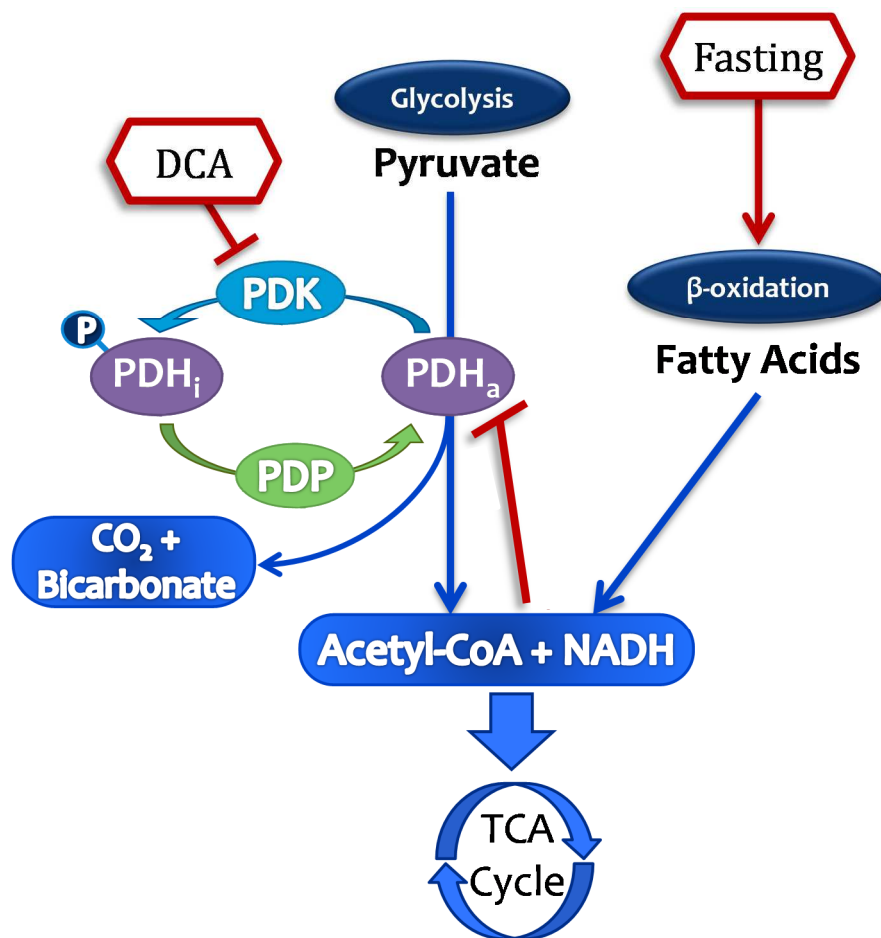 Fasting
Glycolysis
DCA
Pyruvate
PDK
β-oxidation
P
PDHᵢ
PDHₐ
Fatty Acids
PDP
CO₂ +
Bicarbonate
Acetyl-CoA + NADH
TCA
Cycle